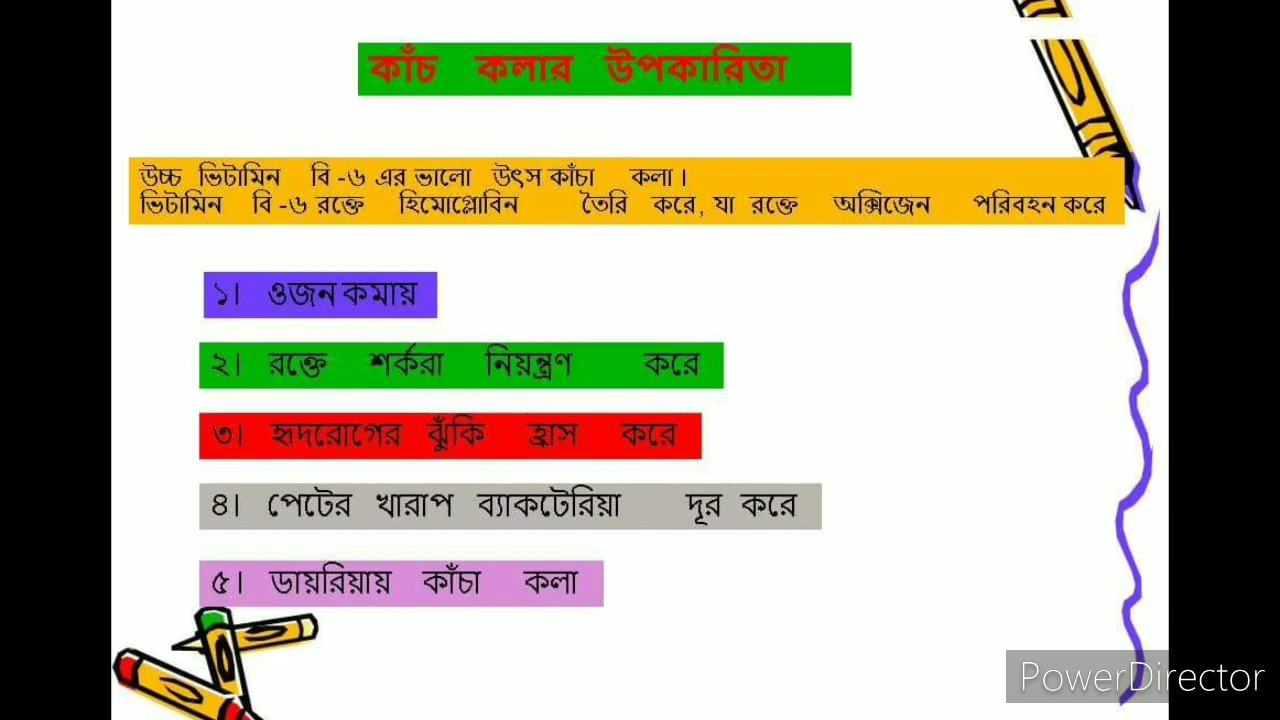 কাঁচ কলার উপকারিতা
উচ্চ ভিটামিন বি -৬ এর ভালো উৎস কাঁচা কলা ।
ভিটামিন বি -৬ রক্তে হিমোগ্লোবিন তৈরি করে, যা রক্তে অক্সিজেন পরিবহন করে
১। ওজন কমায়
২। রক্তে শর্করা নিয়ন্ত্রণ করে
৩। হৃদরোগের ঝুঁকি হ্রাস করে
৪। পেটের খারাপ ব্যাকটেরিয়া দূর করে
৫। ডায়রিয়ায় কাঁচা কলা
PowerDirector